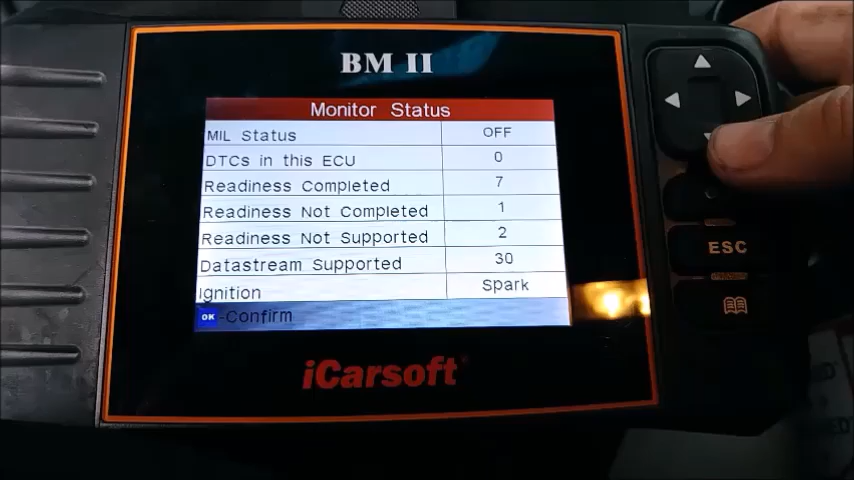 BM II
Monitor Status
MIL Status OFF
DTCs in this ECU 0
Readiness Completed 7
Readiness Not Completed 1
Readiness Not Supported 2
Datastream Supported 30
Ignition Spark
OK -Confirm
ESC
iCarsoft